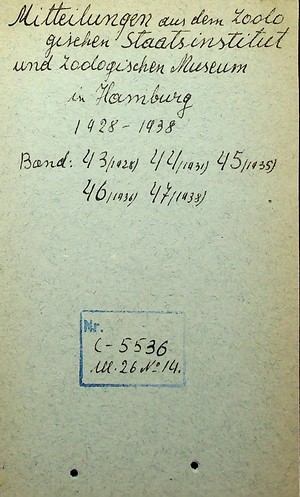 Mitteilungen aus dem Zoolo
gischen Staatsinstitut
und Zoologischen Museum
in Hamburg
1928-1938
Band: 43/1928) 44/1931) 45/1935)
46/1936) 47/1938)
Nr.
C-5536
M. 26 No 14.